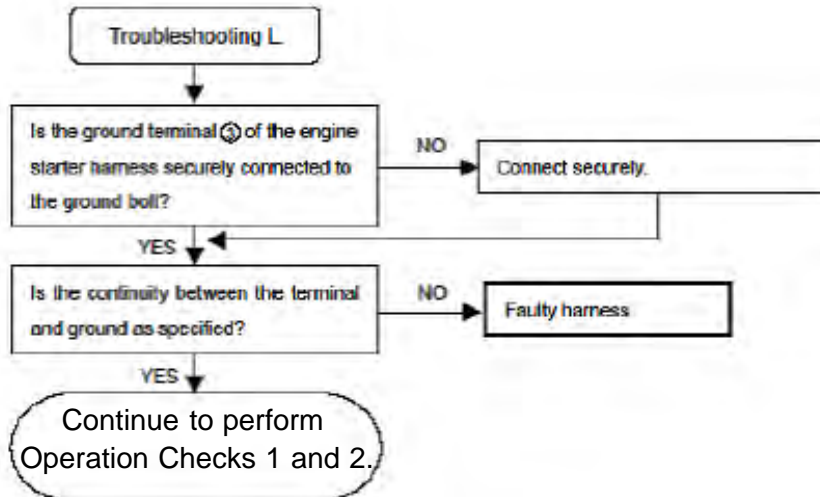 Troubleshooting L.
Is the ground terminal ③ of the engine
starter harness securely connected to
the ground bolt?
NO
Connect securely.
YES
Is the continuity between the terminal
and ground as specified?
NO
Faulty harness
YES
Continue to perform
Operation Checks 1 and 2.